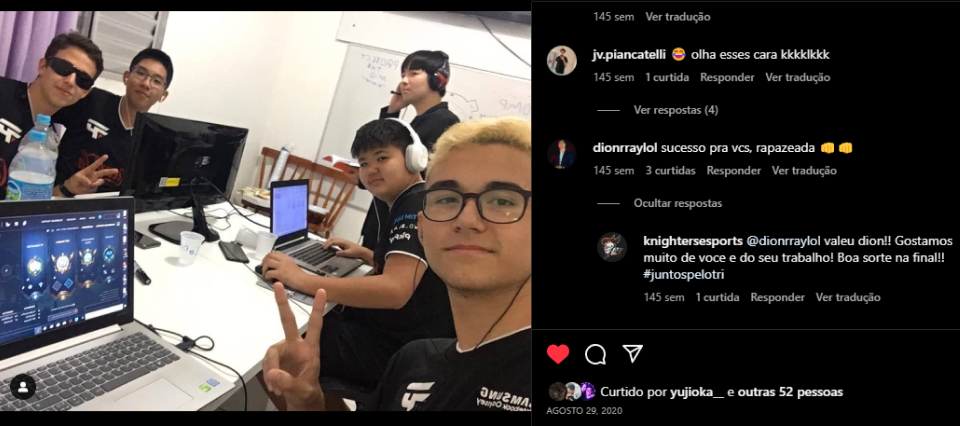 145 sem Ver tradução
jv.piancatelli 😂 olha esses cara kkkklkkk
145 sem 1 curtida Responder Ver tradução
Ver respostas (4)
dionrraylol sucesso pra vcs, rapazeada 👊👊
145 sem 3 curtidas Responder Ver tradução
Ocultar respostas
knightersesports @dionrraylol valeu dion!! Gostamos
muito de voce e do seu trabalho! Boa sorte na final!!
#juntospelotri
145 sem 1 curtida Responder Ver tradução
Curtido por yujioka__ e outras 52 pessoas
AGOSTO 29, 2020
SAMSUNG
Odyssey